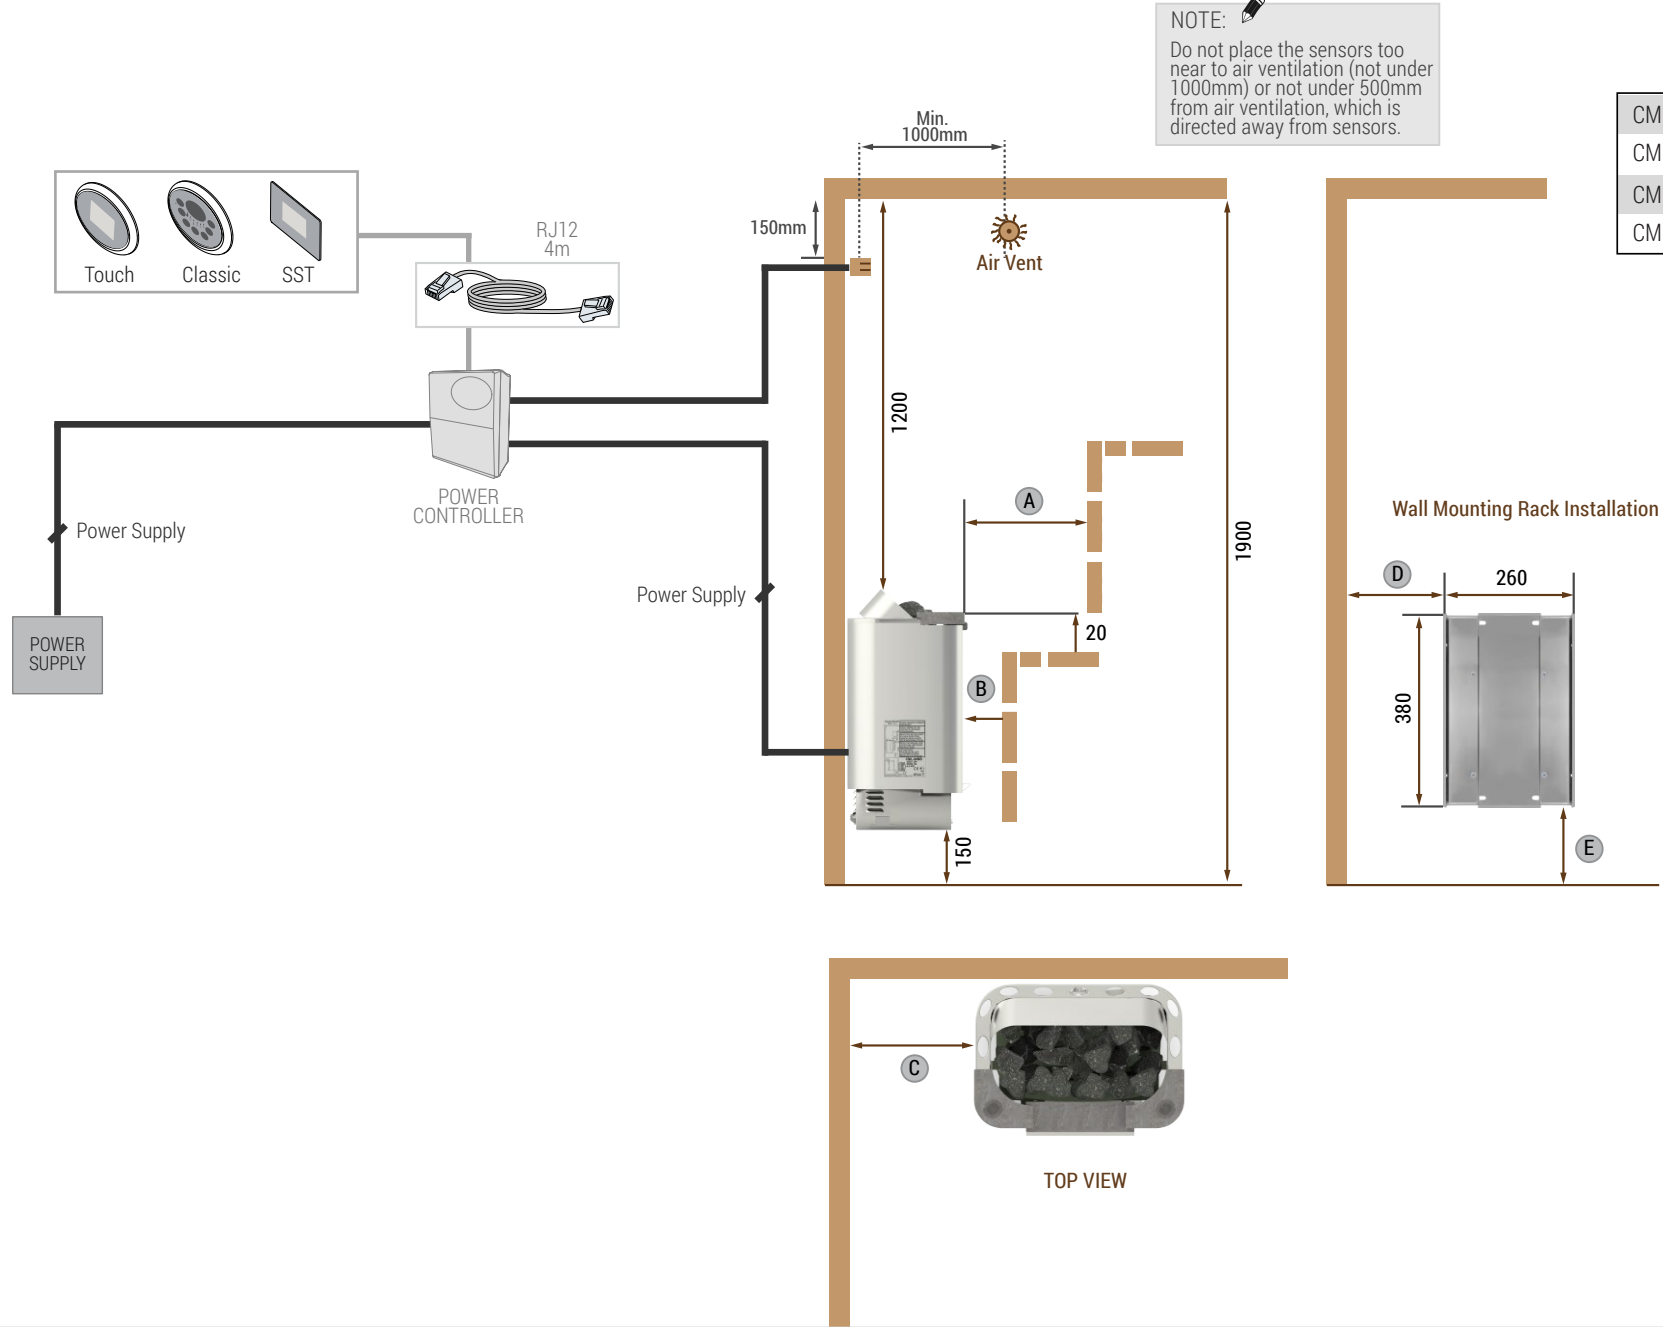 NOTE:
Do not place the sensors too
near to air ventilation (not under
1000mm) or not under 500mm
from air ventilation, which is
directed away from sensors.
CM
CM
CM
CM
Min.
1000mm
150mm
Air Vent
Touch
Classic
SST
RJ12
4m
POWER
CONTROLLER
Power Supply
POWER
SUPPLY
Power Supply
1200
1900
A
20
B
150
Wall Mounting Rack Installation
D
260
380
E
C
TOP VIEW